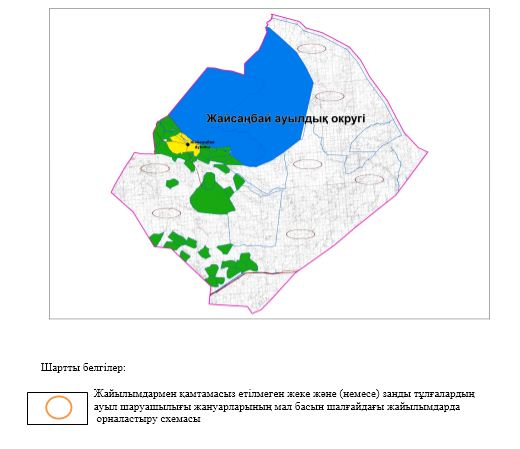 Жайсаңбай ауылдық округі
Шартты белгілер:
Жайылымдармен қамтамасыз етілмеген жеке және (немесе) заңды тұлғалардың
ауыл шаруашылығы жануарларының мал басын шалғайдағы жайылымдарда
орналастыру схемасы